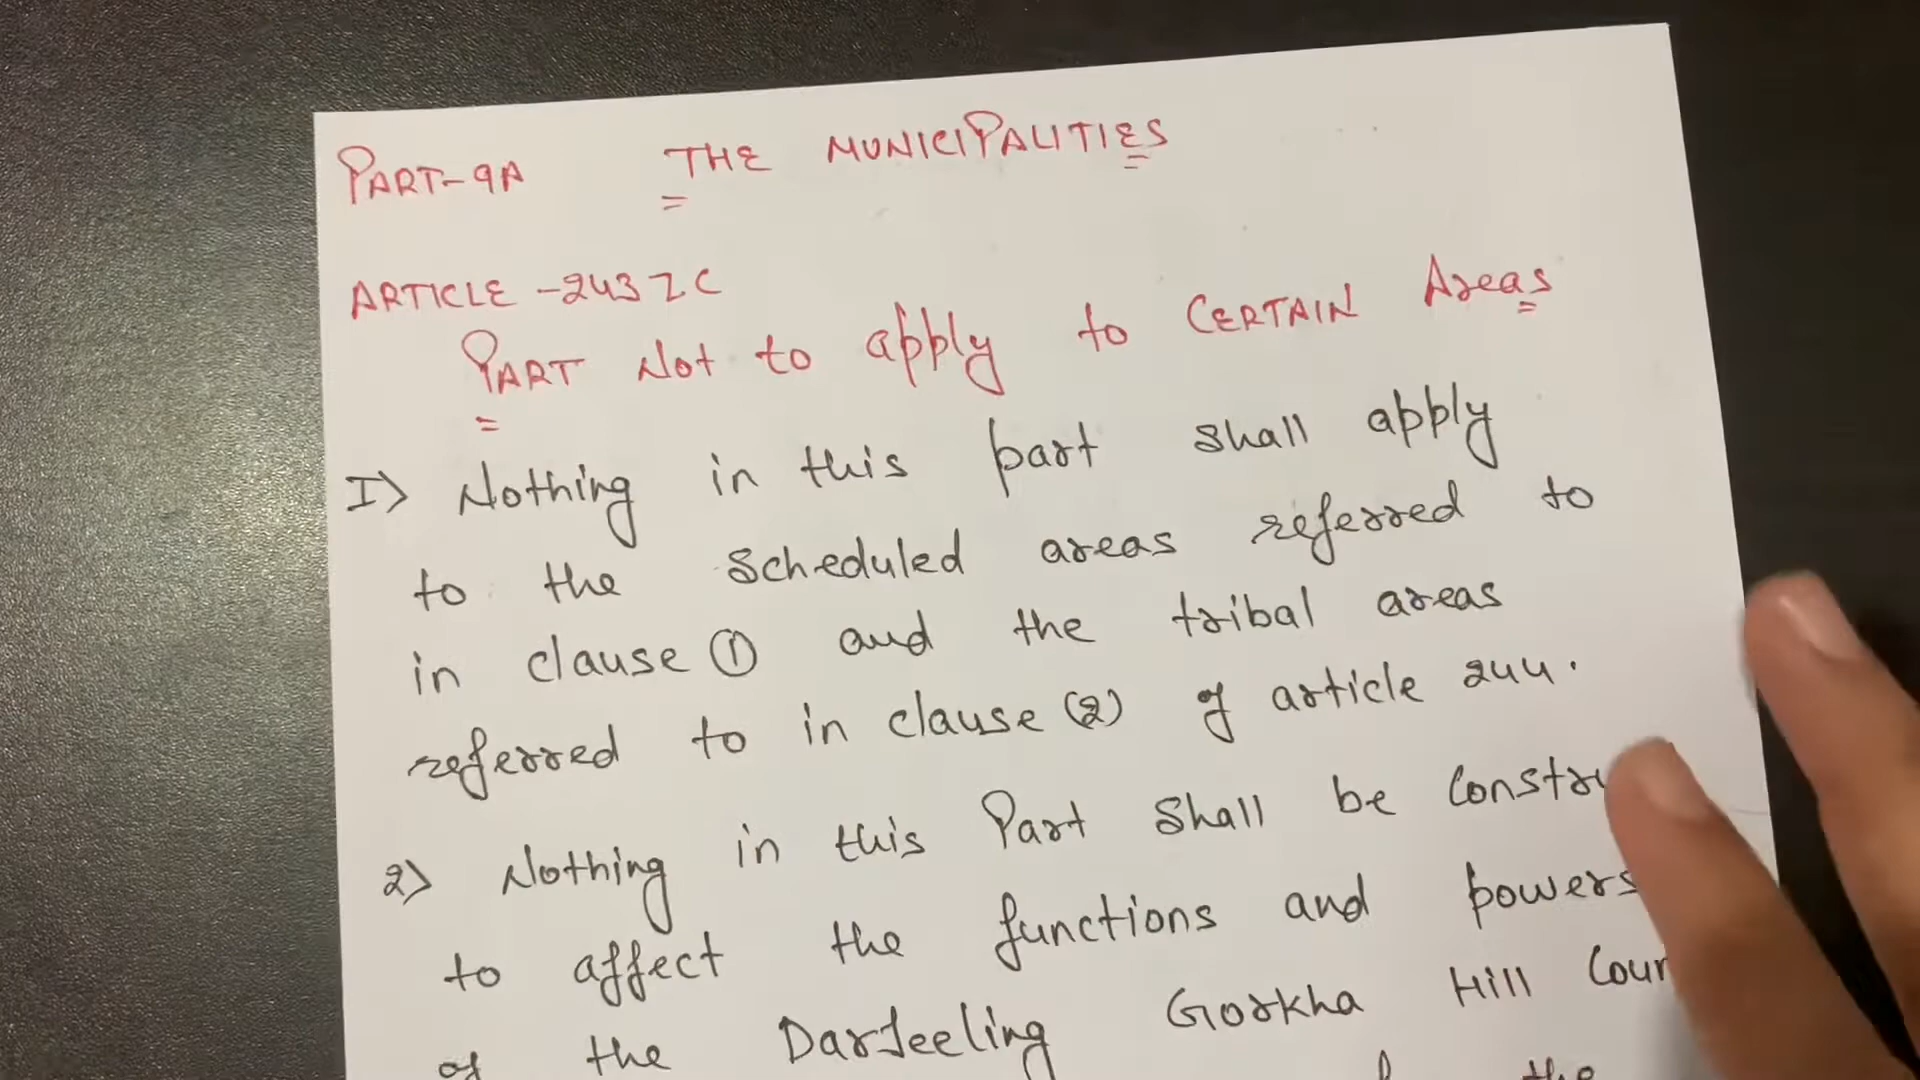 PART-9A THE MUNICIPALITIES
ARTICLE -243ZC
PART Not to apply to CERTAIN Areas
I) Nothing in this part shall apply
to the scheduled areas referred to
in clause ① and the tribal areas
referred to in clause (2) of article 244.
2) Nothing in this Part Shall be Constru
to affect the functions and powers
of the Darjeeling Gorkha Hill Coun
the